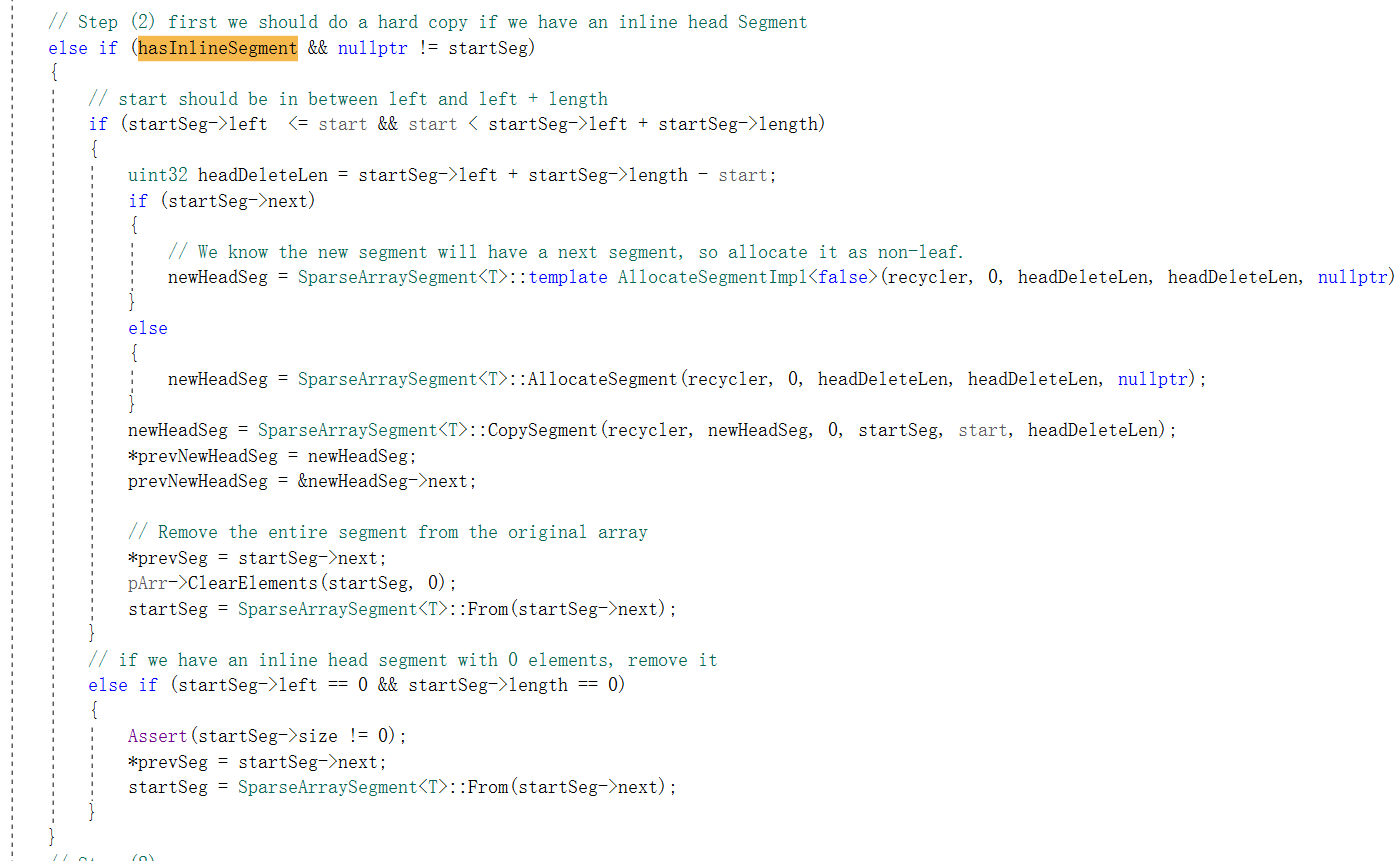 // Step (2) first we should do a hard copy if we have an inline head Segment
else if (hasInlineSegment && nullptr != startSeg)
{
// start should be in between left and left + length
if (startSeg->left  <= start && start < startSeg->left + startSeg->length)
{
uint32 headDeleteLen = startSeg->left + startSeg->length - start;
if (startSeg->next)
{
// We know the new segment will have a next segment, so allocate it as non-leaf.
newHeadSeg = SparseArraySegment<T>::template AllocateSegmentImpl<false>(recycler, 0, headDeleteLen, headDeleteLen, nullptr)
}
else
{
newHeadSeg = SparseArraySegment<T>::AllocateSegment(recycler, 0, headDeleteLen, headDeleteLen, nullptr);
}
newHeadSeg = SparseArraySegment<T>::CopySegment(recycler, newHeadSeg, 0, startSeg, start, headDeleteLen);
*prevNewHeadSeg = newHeadSeg;
prevNewHeadSeg = &newHeadSeg->next;
// Remove the entire segment from the original array
*prevSeg = startSeg->next;
pArr->ClearElements(startSeg, 0);
startSeg = SparseArraySegment<T>::From(startSeg->next);
}
// if we have an inline head segment with 0 elements, remove it
else if (startSeg->left == 0 && startSeg->length == 0)
{
Assert(startSeg->size != 0);
*prevSeg = startSeg->next;
startSeg = SparseArraySegment<T>::From(startSeg->next);
}
}